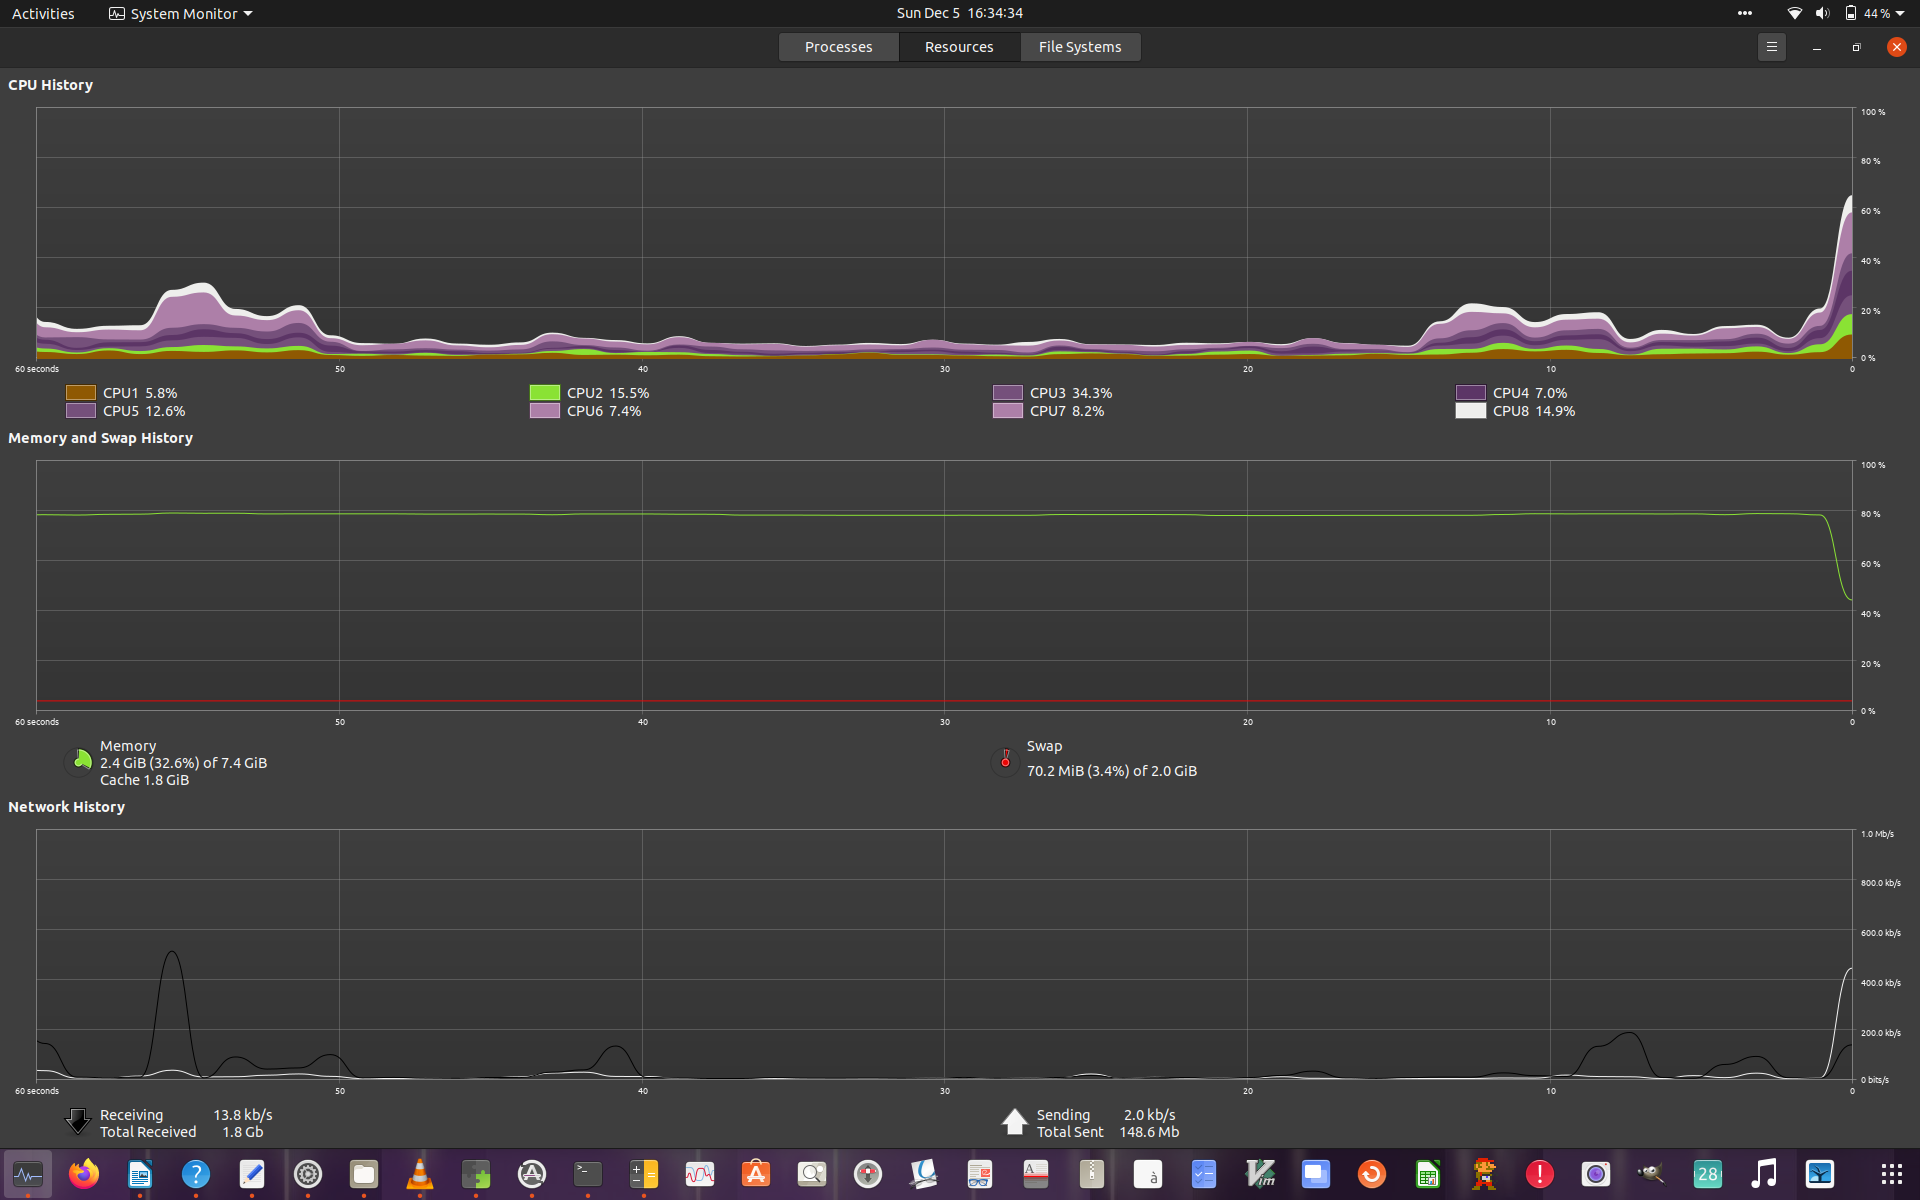 Activities System Monitor Sun Dec 5 16:34:34 44 %
Processes Resources File Systems
CPU History
100 %
80 %
60 %
40 %
20 %
0 %
60 seconds 50 40 30 20 10 0
CPU1 5.8% CPU2 15.5% CPU3 34.3% CPU4 7.0%
CPU5 12.6% CPU6 7.4% CPU7 8.2% CPU8 14.9%
Memory and Swap History
100 %
80 %
60 %
40 %
20 %
0 %
60 seconds 50 40 30 20 10 0
Memory
2.4 GiB (32.6%) of 7.4 GiB
Cache 1.8 GiB
Swap
70.2 MiB (3.4%) of 2.0 GiB
Network History
1.0 Mb/s
800.0 kb/s
600.0 kb/s
400.0 kb/s
200.0 kb/s
0 bits/s
60 seconds 50 40 30 20 10 0
Receiving 13.8 kb/s
Total Received 1.8 Gb
Sending 2.0 kb/s
Total Sent 148.6 Mb
? >_ A à Vim ! 28